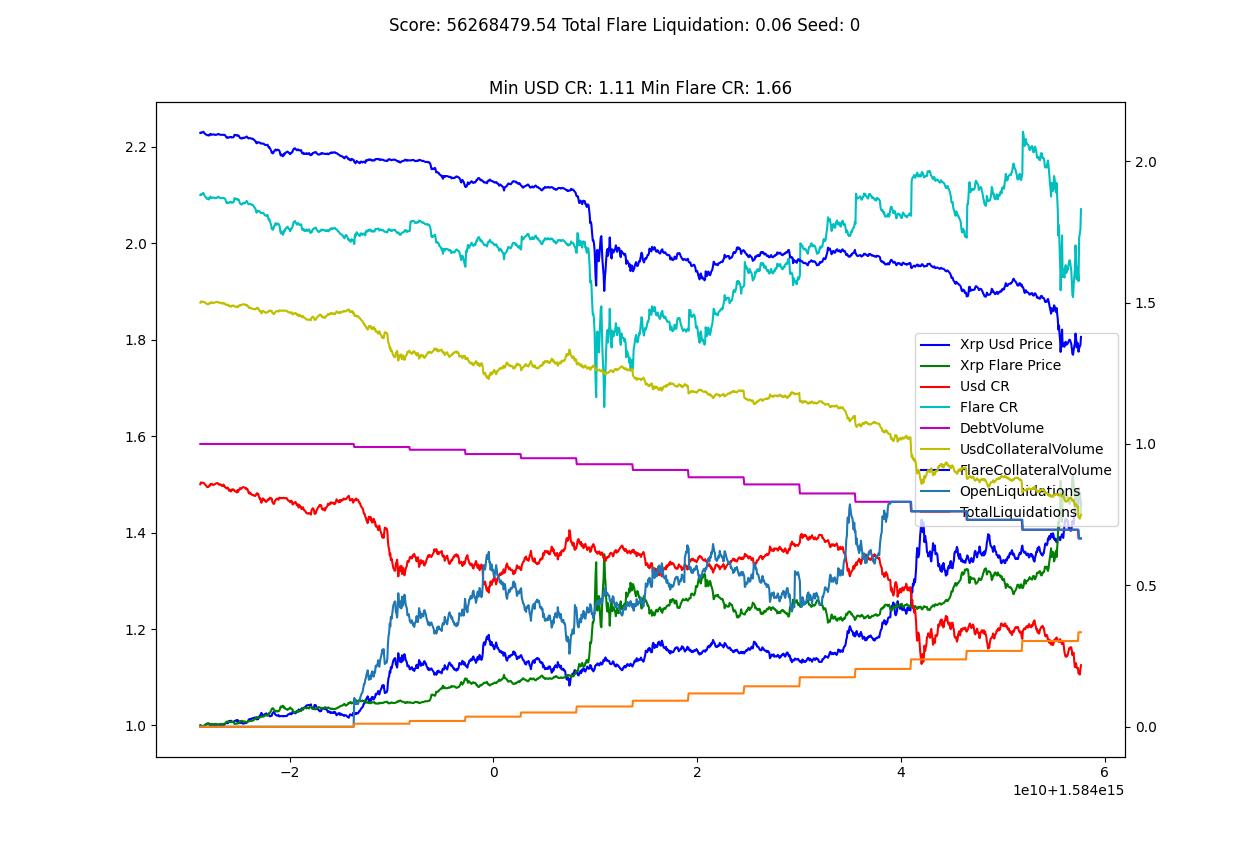 Score: 56268479.54 Total Flare Liquidation: 0.06 Seed: 0
Min USD CR: 1.11 Min Flare CR: 1.66
2.2
2.0
1.8
1.6
1.4
1.2
1.0
2.0
1.5
1.0
0.5
0.0
Xrp Usd Price
Xrp Flare Price
Usd CR
Flare CR
DebtVolume
UsdCollateralVolume
FlareCollateralVolume
OpenLiquidations
TotalLiquidations
−2
0
2
4
6
1e10+1.584e15